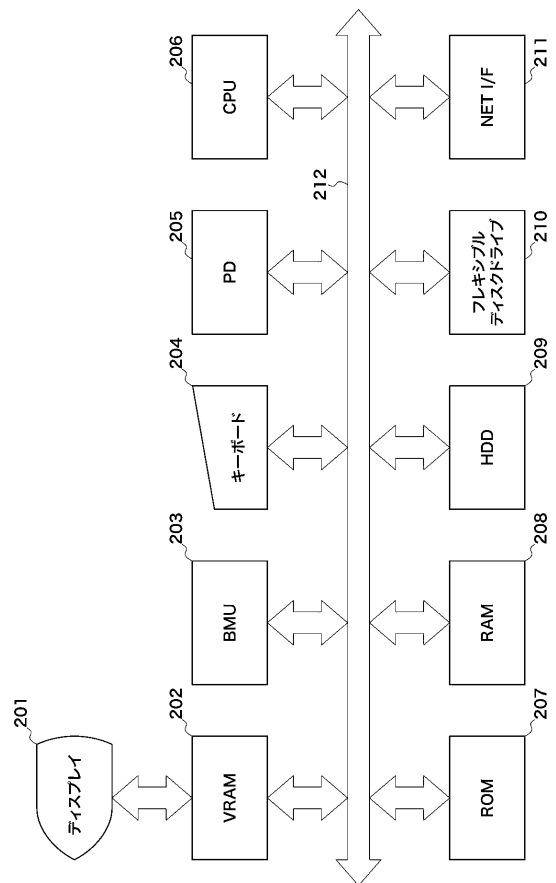 201
ディスプレイ
202
VRAM
203
BMU
204
キーボード
205
PD
206
CPU
212
207
ROM
208
RAM
209
HDD
210
フレキシブル
ディスクドライブ
211
NET I/F